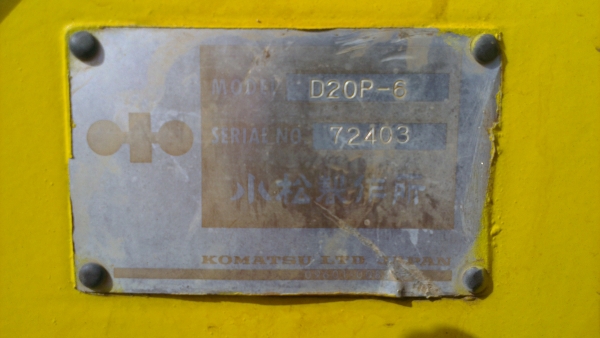 MODEL D20P-6
SERIAL NO 72403
小松製作所
KOMATSU LTD JAPAN